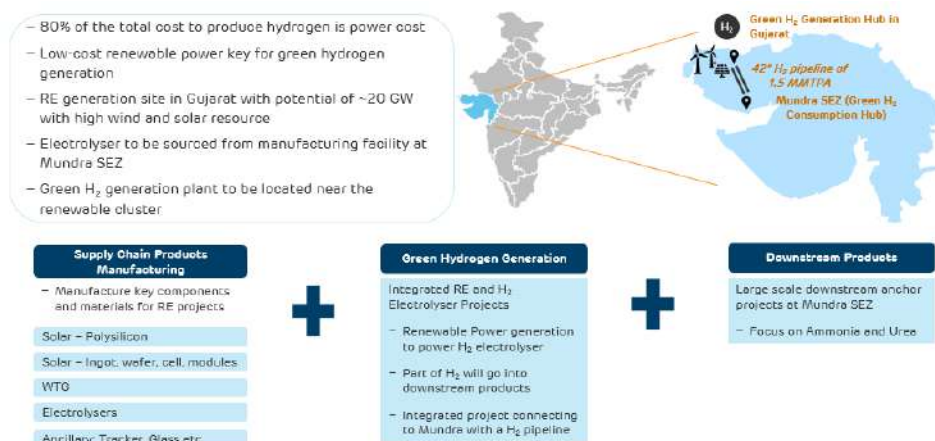 – 80% of the total cost to produce hydrogen is power cost
– Low-cost renewable power key for green hydrogen
generation
– RE generation site in Gujarat with potential of ~20 GW
with high wind and solar resource
– Electrolyser to be sourced from manufacturing facility at
Mundra SEZ
– Green H₂ generation plant to be located near the
renewable cluster
H₂
Green H₂ Generation Hub in
Gujarat
42" H₂ pipeline of
1.5 MMTPA
Mundra SEZ (Green H₂
Consumption Hub)
Supply Chain Products
Manufacturing
– Manufacture key components
and materials for RE projects
Solar – Polysilicon
Solar – Ingot, wafer, cell, modules
WTG
Electrolysers
Ancillary: Tracker, Glass etc
Green Hydrogen Generation
Integrated RE and H₂
Electrolyser Projects
– Renewable Power generation
to power H₂ electrolyser
– Part of H₂ will go into
downstream products
– Integrated project connecting
to Mundra with a H₂ pipeline
Downstream Products
Large scale downstream anchor
projects at Mundra SEZ
– Focus on Ammonia and Urea